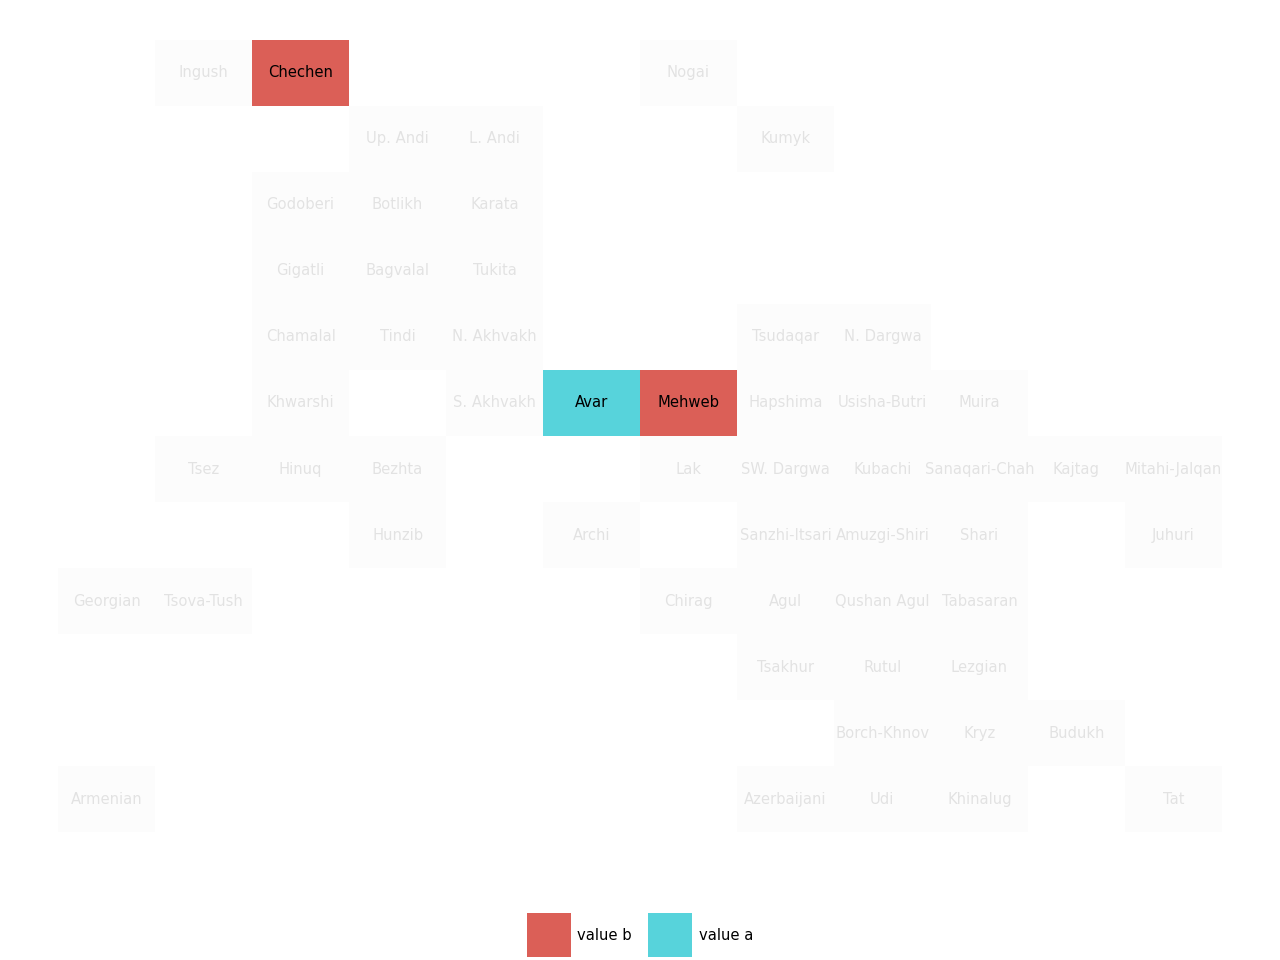 Ingush Chechen Nogai
Up. Andi L. Andi Kumyk
Godoberi Botlikh Karata
Gigatli Bagvalal Tukita
Chamalal Tindi N. Akhvakh Tsudaqar N. Dargwa
Khwarshi S. Akhvakh Avar Mehweb Hapshima Usisha-Butri Muira
Tsez Hinuq Bezhta Lak SW. Dargwa Kubachi Sanaqari-Chah Kajtag Mitahi-Jalqan
Hunzib Archi Sanzhi-Itsari Amuzgi-Shiri Shari Juhuri
Georgian Tsova-Tush Chirag Agul Qushan Agul Tabasaran
Tsakhur Rutul Lezgian
Borch-Khnov Kryz Budukh
Armenian Azerbaijani Udi Khinalug Tat
value b value a